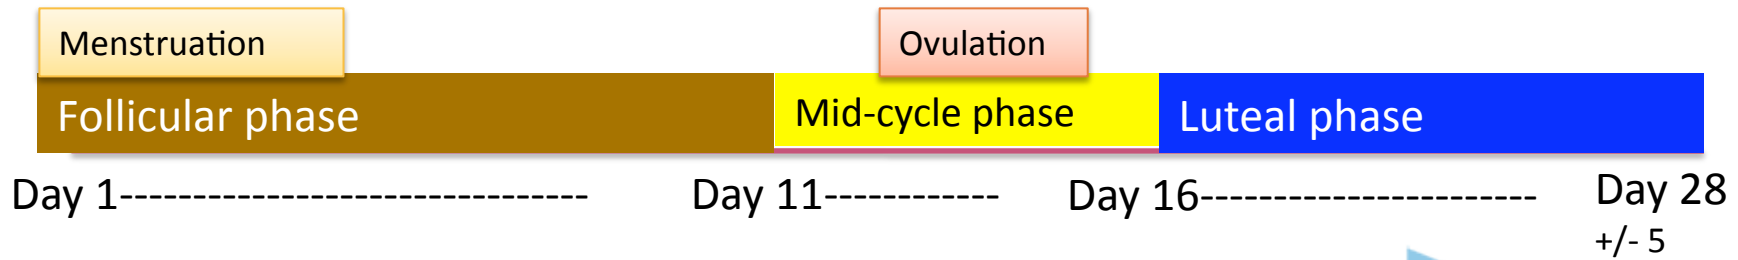 Menstruation
Ovulation
Follicular phase
Mid-cycle phase
Luteal phase
Day 1--------------------------------
Day 11------------
Day 16-----------------------
Day 28
+/- 5